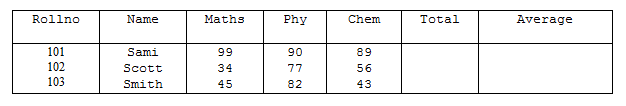 Rollno Name Maths Phy Chem Total Average
101 Sami 99 90 89
102 Scott 34 77 56
103 Smith 45 82 43